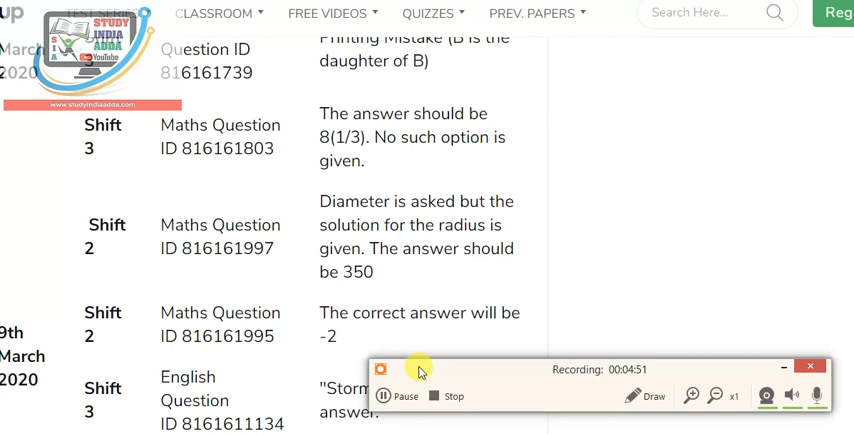 up
TEST SERIES
CLASSROOM
FREE VIDEOS
QUIZZES
PREV. PAPERS
Search Here...
Reg
STUDY
INDIA
ADDA
YouTube
SIA
www.studyindiaadda.com
March
2020
3
Question ID
816161739
Printing Mistake (B is the
daughter of B)
Shift
3
Maths Question
ID 816161803
The answer should be
8(1/3). No such option is
given.
Shift
2
Maths Question
ID 816161997
Diameter is asked but the
solution for the radius is
given. The answer should
be 350
9th
March
2020
Shift
2
Maths Question
ID 816161995
The correct answer will be
-2
Shift
3
English
Question
ID 8161611134
"Storm
answer.
Recording: 00:04:51
Pause
Stop
Draw
x1